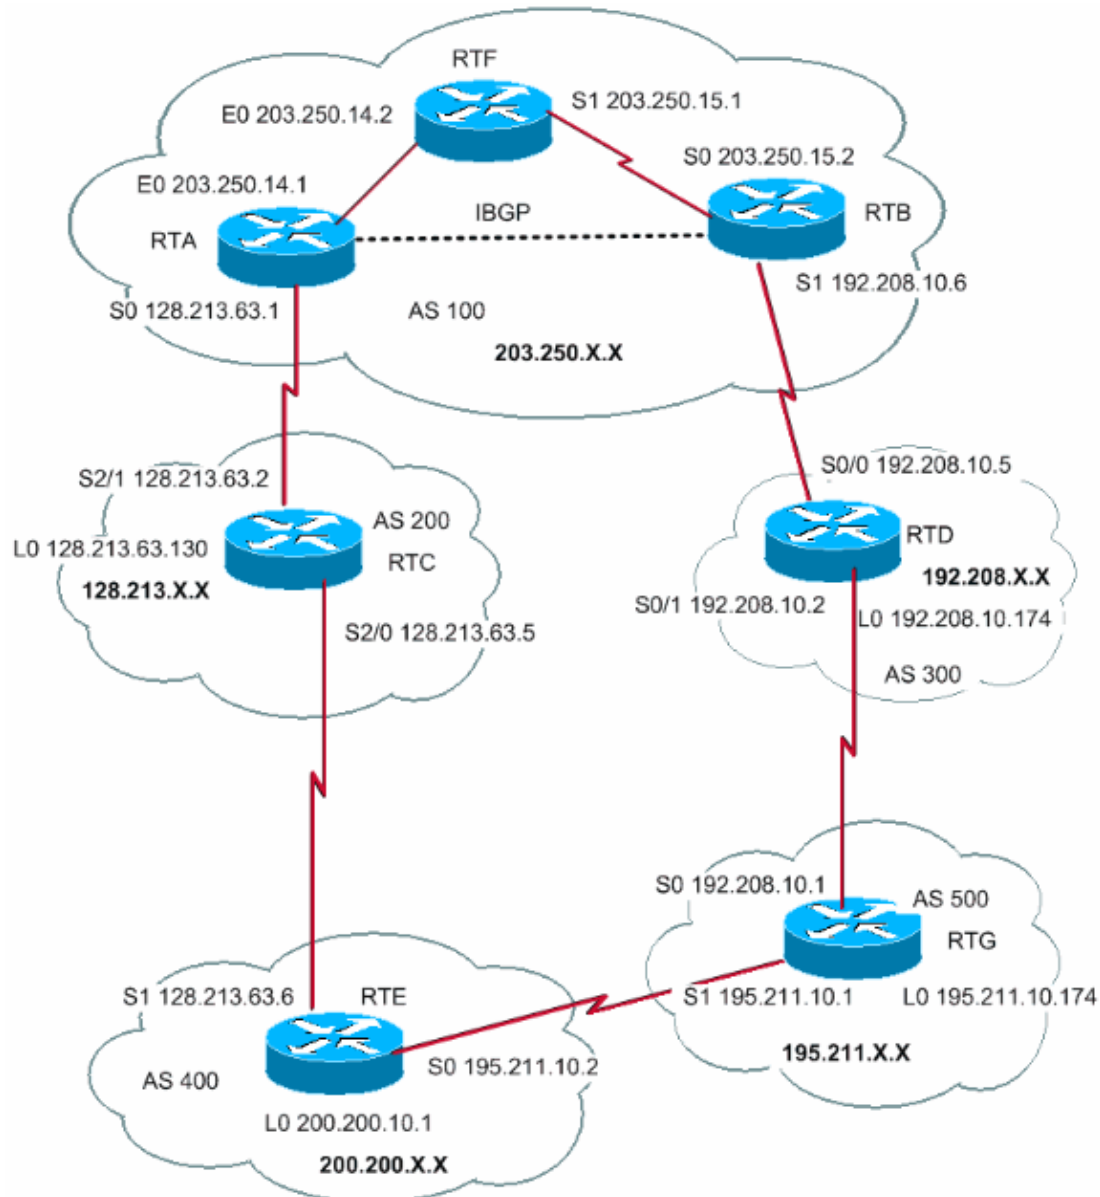 RTF
S1 203.250.15.1
E0 203.250.14.2
S0 203.250.15.2
E0 203.250.14.1
IBGP
RTB
RTA
S1 192.208.10.6
S0 128.213.63.1
AS 100
203.250.X.X
S0/0 192.208.10.5
S2/1 128.213.63.2
AS 200
RTD
L0 128.213.63.130
RTC
192.208.X.X
128.213.X.X
S0/1 192.208.10.2
L0 192.208.10.174
S2/0 128.213.63.5
AS 300
S0 192.208.10.1
AS 500
RTG
S1 128.213.63.6
RTE
S1 195.211.10.1
L0 195.211.10.174
195.211.X.X
S0 195.211.10.2
AS 400
L0 200.200.10.1
200.200.X.X